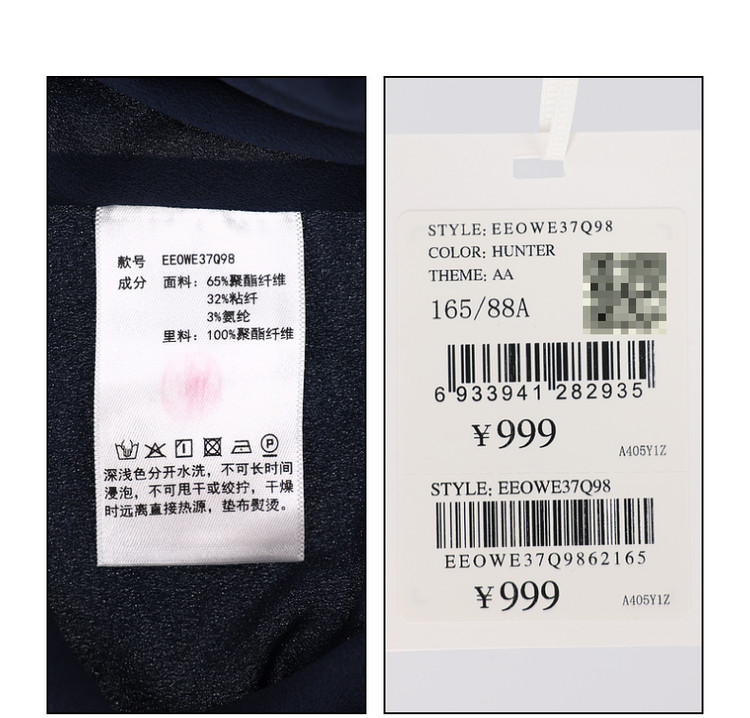 款号 EEOWE37Q98
成分 面料: 65%聚酯纤维
32%粘纤
3%氨纶
里料: 100%聚酯纤维
P
深浅色分开水洗，不可长时间
浸泡，不可甩干或绞拧，干燥
时远离直接热源，垫布熨烫。
STYLE: EEOWE37Q98
COLOR: HUNTER
THEME: AA
165/88A
6 933941 282935
¥999
A405Y1Z
STYLE: EEOWE37Q98
EEOWE37Q9862165
¥999
A405Y1Z